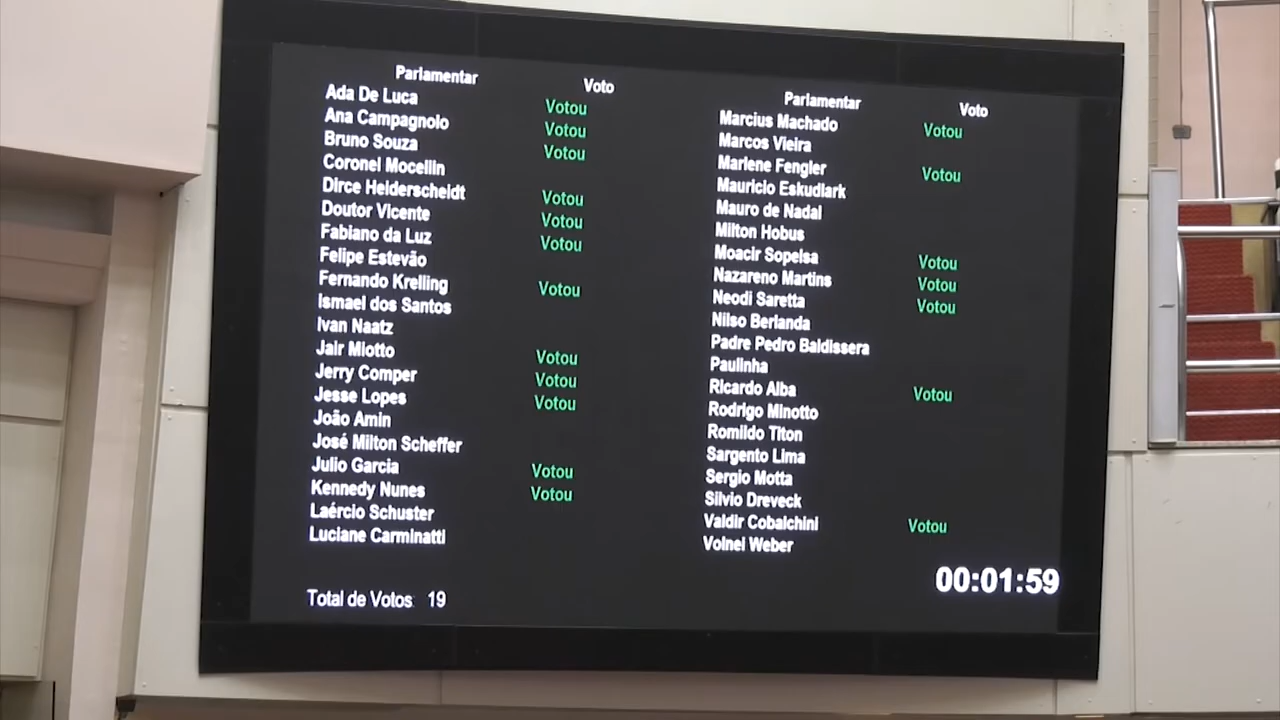 Parlamentar Voto
Ada De Luca Votou
Ana Campagnolo Votou
Bruno Souza Votou
Coronel Mocellin
Dirce Heiderscheidt Votou
Doutor Vicente Votou
Fabiano da Luz Votou
Felipe Estevão
Fernando Krelling Votou
Ismael dos Santos
Ivan Naatz
Jair Miotto Votou
Jerry Comper Votou
Jesse Lopes Votou
João Amin
José Milton Scheffer
Julio Garcia Votou
Kennedy Nunes Votou
Laércio Schuster
Luciane Carminatti
Total de Votos 19
Parlamentar Voto
Marcius Machado Votou
Marcos Vieira
Marlene Fengler Votou
Mauricio Eskudlark
Mauro de Nadal
Milton Hobus
Moacir Sopelsa Votou
Nazareno Martins Votou
Neodi Saretta Votou
Nilso Berlanda
Padre Pedro Baldissera
Paulinha
Ricardo Alba Votou
Rodrigo Minotto
Romildo Titon
Sargento Lima
Sergio Motta
Silvio Dreveck
Valdir Cobalchini Votou
Volnei Weber
00:01:59